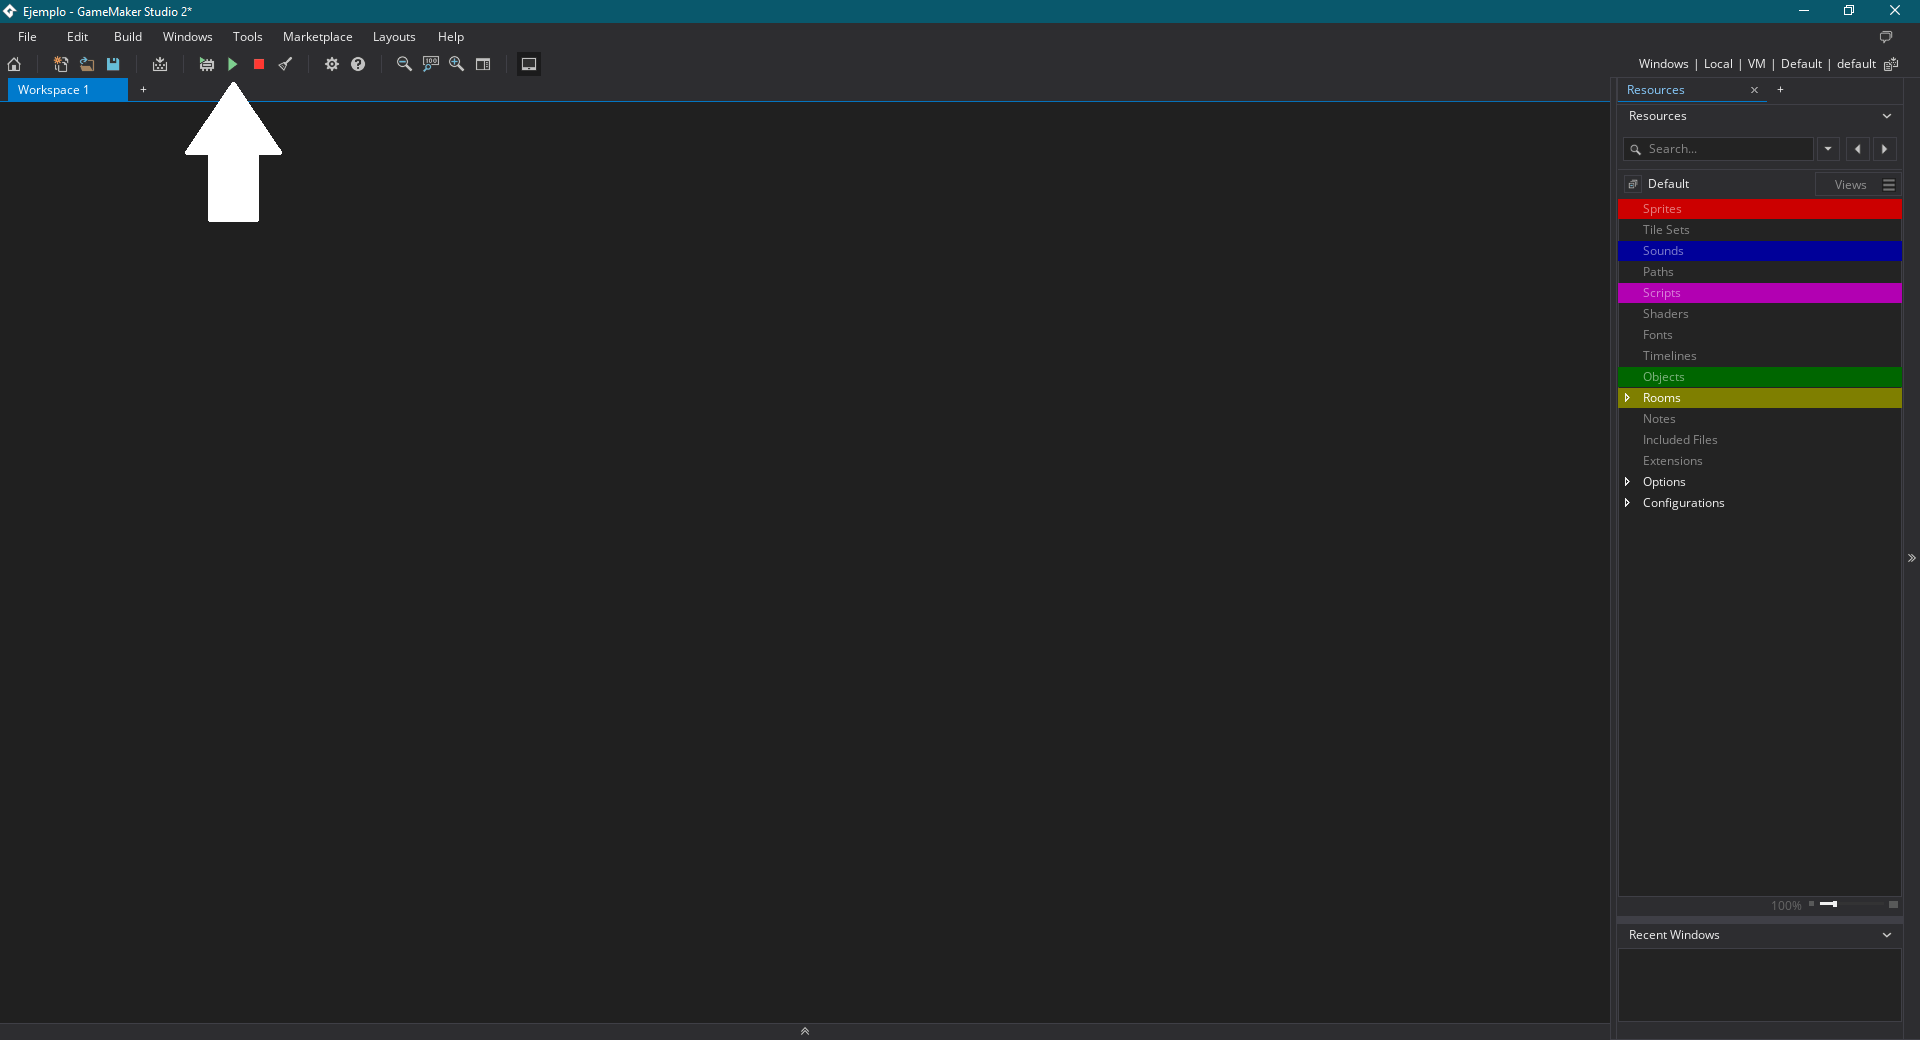 Ejemplo - GameMaker Studio 2*
File Edit Build Windows Tools Marketplace Layouts Help
100
Windows | Local | VM | Default | default
Workspace 1 +
Resources × +
Resources
Search...
Default Views
Sprites
Tile Sets
Sounds
Paths
Scripts
Shaders
Fonts
Timelines
Objects
Rooms
Notes
Included Files
Extensions
Options
Configurations
100%
Recent Windows